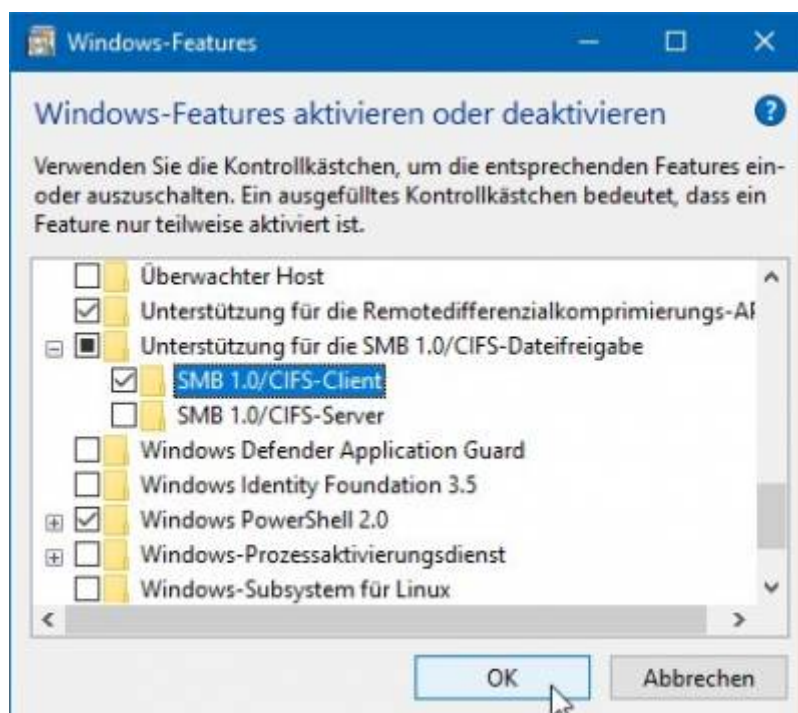 Windows-Features
Windows-Features aktivieren oder deaktivieren
?
Verwenden Sie die Kontrollkästchen, um die entsprechenden Features ein-
oder auszuschalten. Ein ausgefülltes Kontrollkästchen bedeutet, dass ein
Feature nur teilweise aktiviert ist.
Überwachter Host
Unterstützung für die Remotedifferenzialkomprimierungs-AP
Unterstützung für die SMB 1.0/CIFS-Dateifreigabe
SMB 1.0/CIFS-Client
SMB 1.0/CIFS-Server
Windows Defender Application Guard
Windows Identity Foundation 3.5
Windows PowerShell 2.0
Windows-Prozessaktivierungsdienst
Windows-Subsystem für Linux
OK
Abbrechen